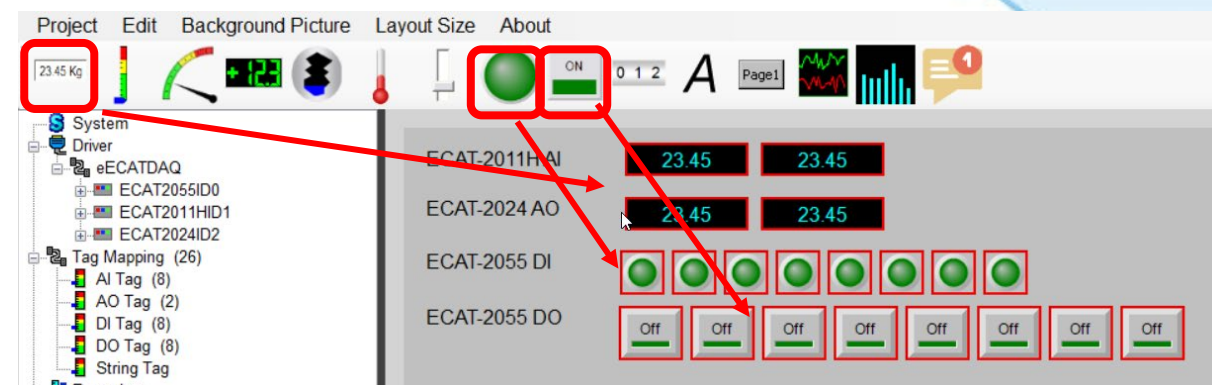 Project Edit Background Picture Layout Size About
23.45 Kg +123 ON 0 1 2 A Page1 1
System
Driver
eECATDAQ
ECAT2055ID0
ECAT2011HID1
ECAT2024ID2
Tag Mapping (26)
AI Tag (8)
AO Tag (2)
DI Tag (8)
DO Tag (8)
String Tag
ECAT-2011H AI 23.45 23.45
ECAT-2024 AO 23.45 23.45
ECAT-2055 DI
ECAT-2055 DO Off Off Off Off Off Off Off Off